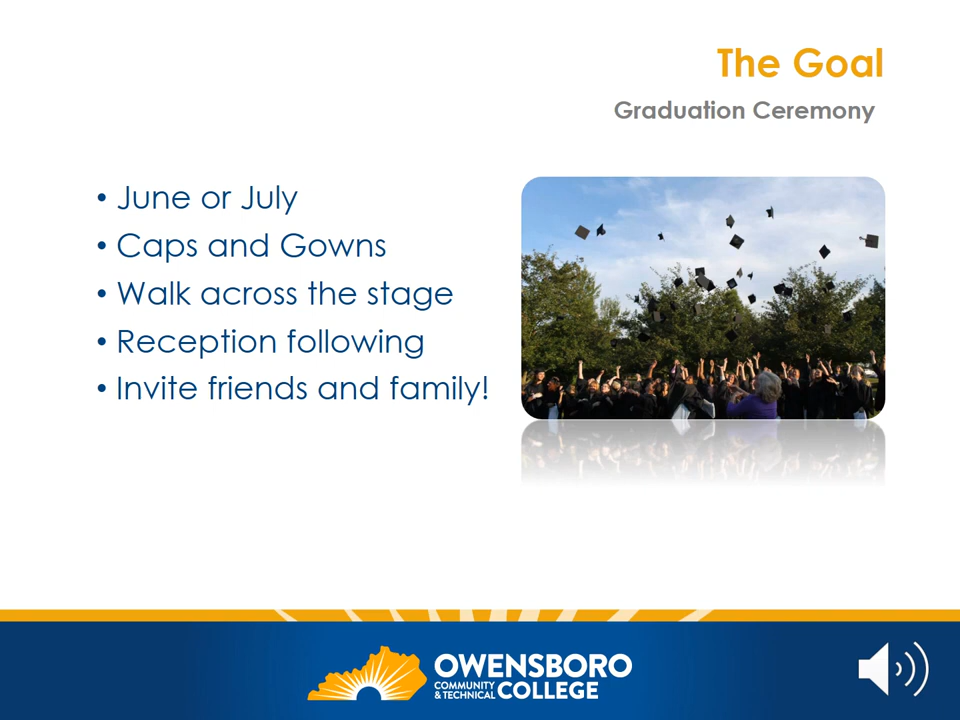 The Goal
Graduation Ceremony
• June or July
• Caps and Gowns
• Walk across the stage
• Reception following
• Invite friends and family!
OWENSBORO
COMMUNITY
& TECHNICAL COLLEGE